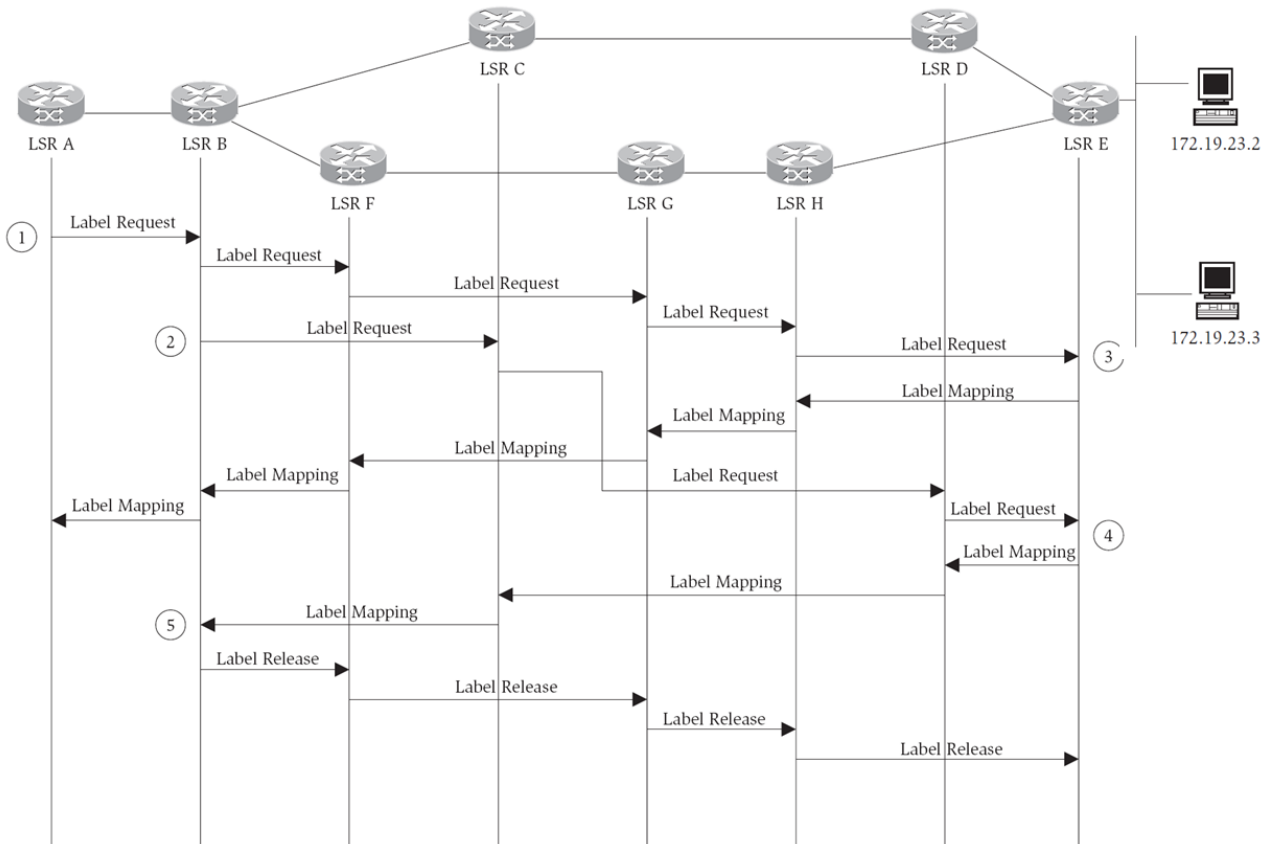 LSR C
LSR D
LSR A
LSR B
LSR E
172.19.23.2
LSR F
LSR G
LSR H
1
Label Request
Label Request
Label Request
Label Request
2
Label Request
172.19.23.3
Label Request
3
Label Mapping
Label Mapping
Label Mapping
Label Mapping
Label Request
Label Mapping
Label Request
4
Label Mapping
Label Mapping
5
Label Mapping
Label Release
Label Release
Label Release
Label Release